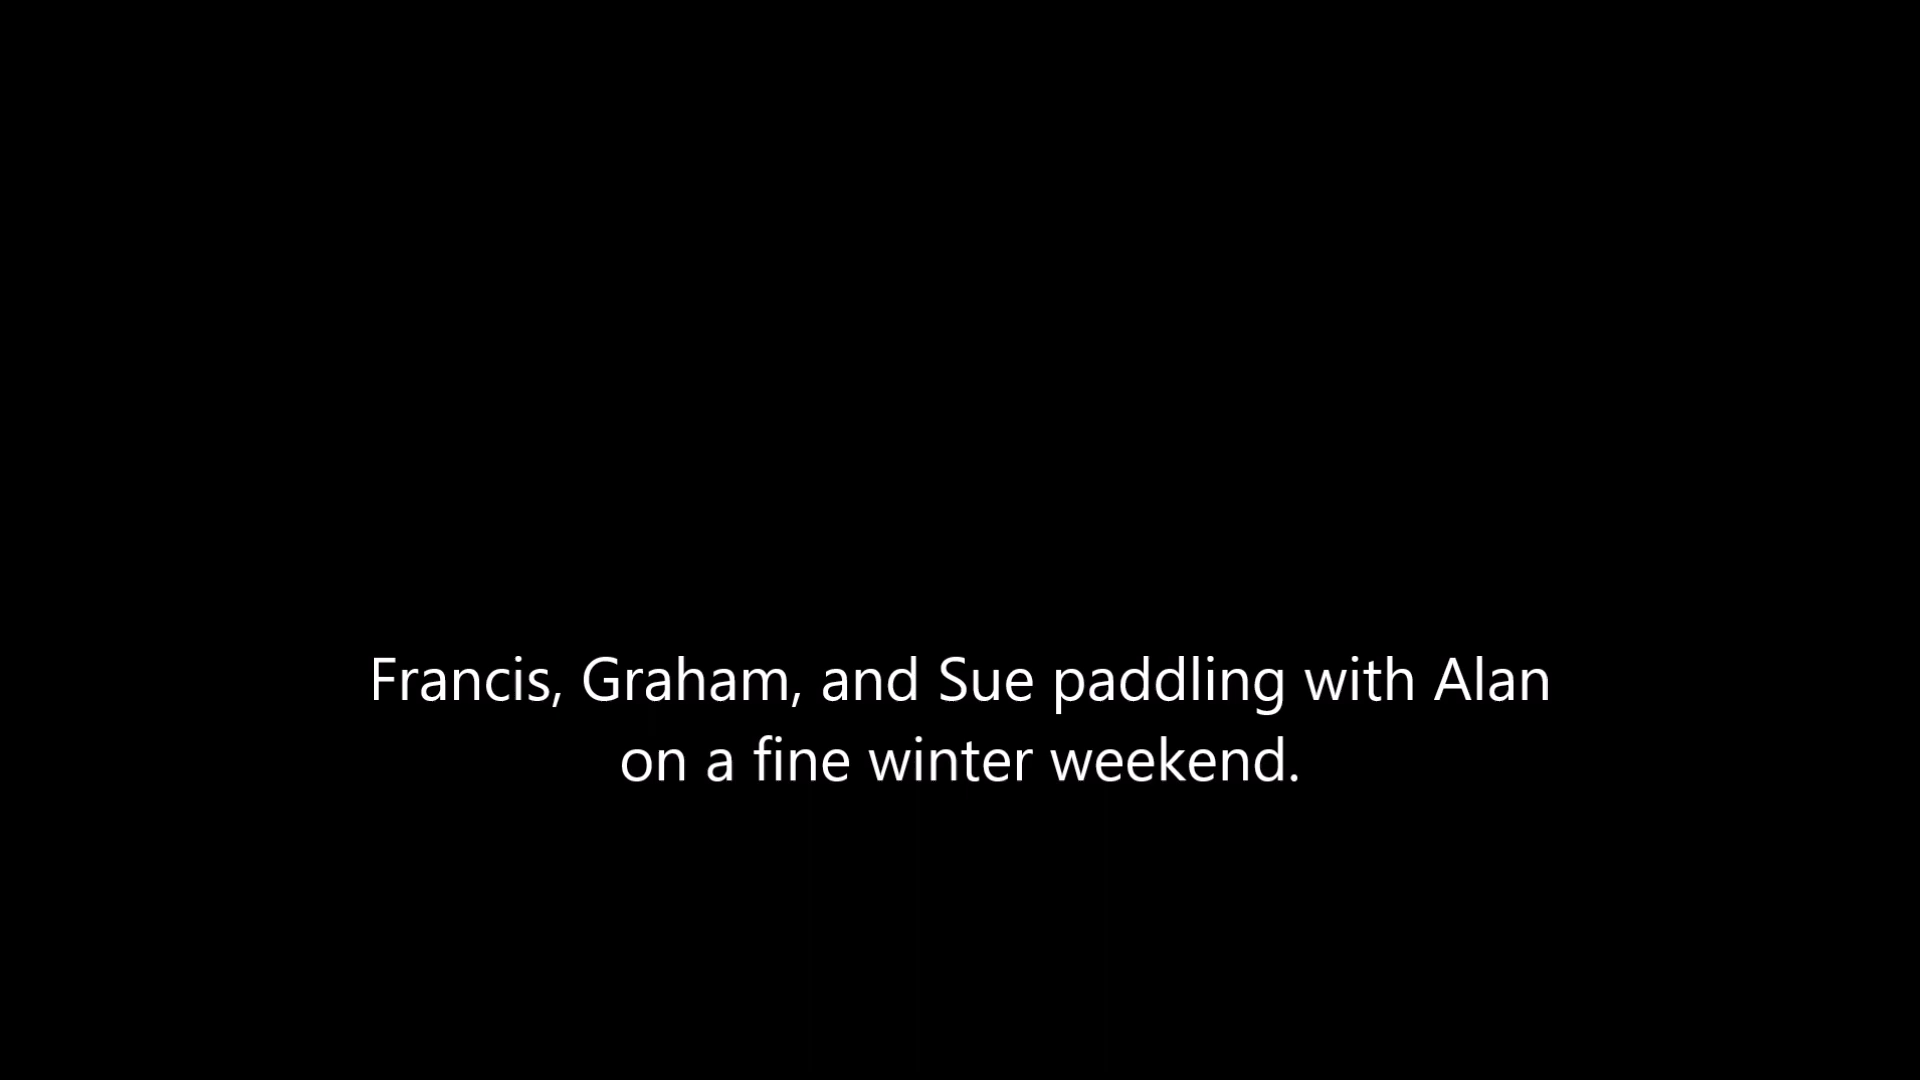 Francis, Graham, and Sue paddling with Alan
on a fine winter weekend.